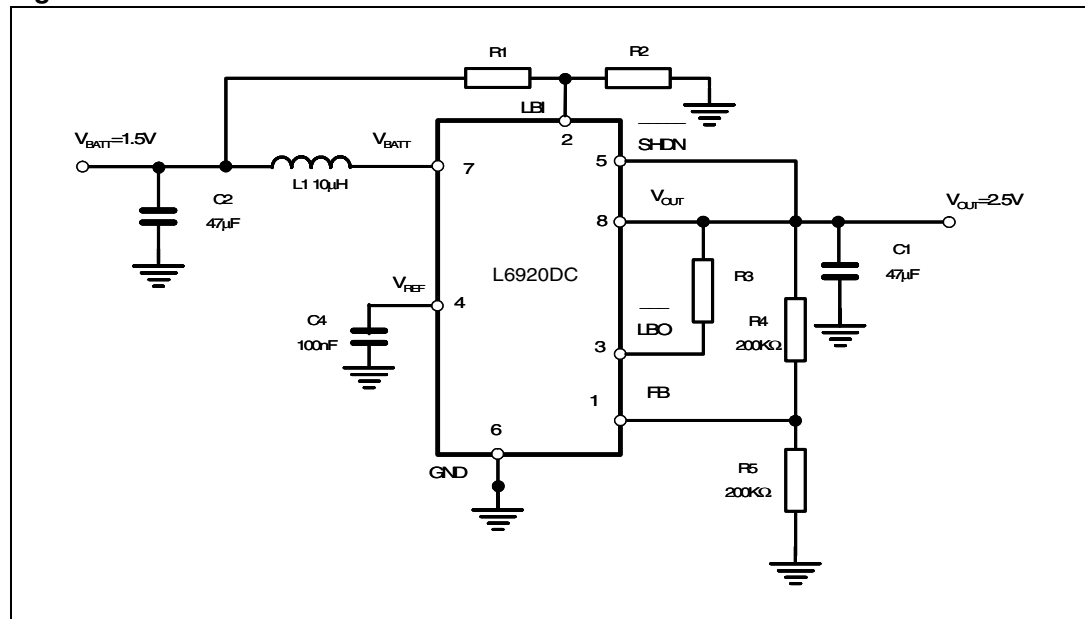 R1
R2
LBI
2
SHDN
V_BATT=1.5V
V_BATT
7
5
L1 10µH
C2
47µF
V_OUT
8
V_OUT=2.5V
L6920DC
R3
C1
47µF
V_REF
4
LBO
C4
100nF
3
R4
200KΩ
1
FB
6
GND
R5
200KΩ